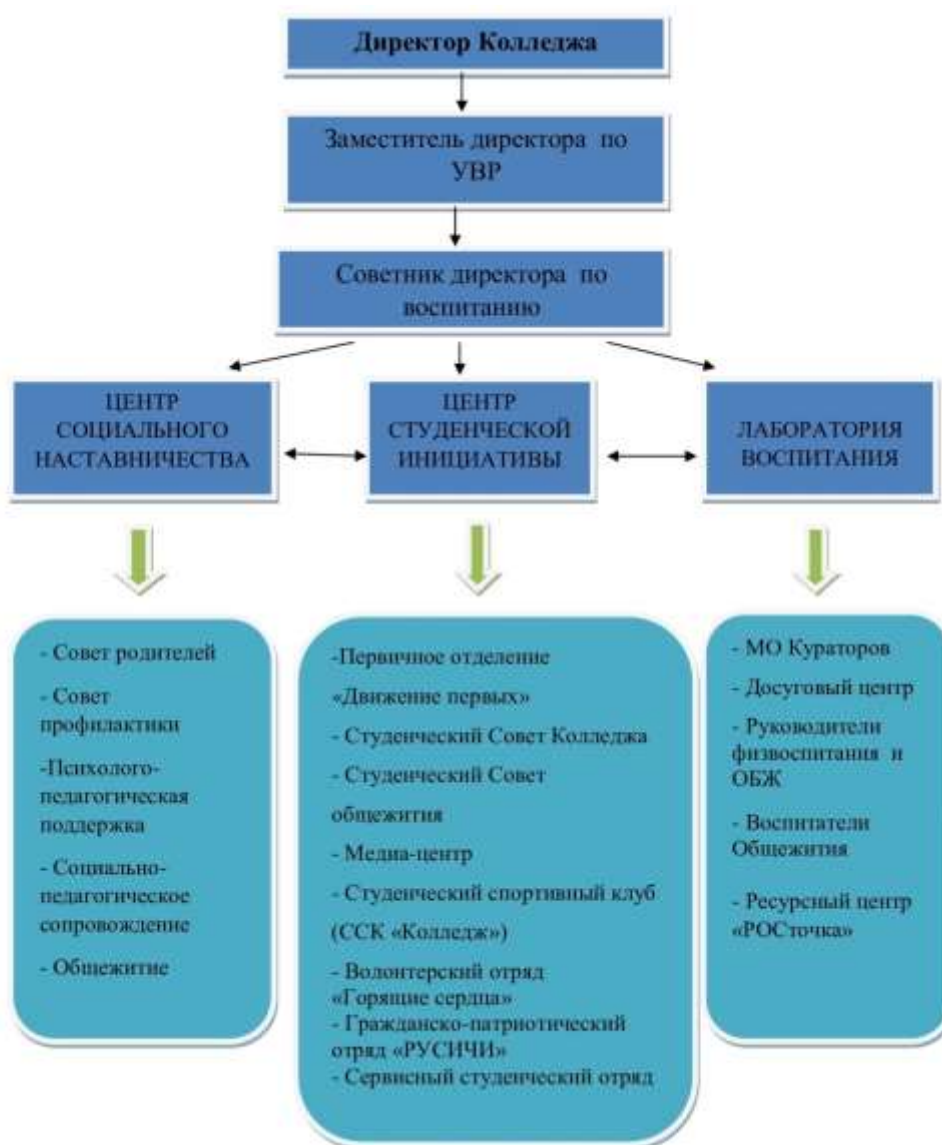 Директор Колледжа
Заместитель директора по
УВР
Советник директора по
воспитанию
ЦЕНТР
СОЦИАЛЬНОГО
НАСТАВНИЧЕСТВА
ЦЕНТР
СТУДЕНЧЕСКОЙ
ИНИЦИАТИВЫ
ЛАБОРАТОРИЯ
ВОСПИТАНИЯ
- Совет родителей
- Совет
профилактики
-Психолого-
педагогическая
поддержка
- Социально-
педагогическое
сопровождение
- Общежитие
-Первичное отделение
«Движение первых»
- Студенческий Совет Колледжа
- Студенческий Совет
общежития
- Медиа-центр
- Студенческий спортивный клуб
(ССК «Колледж»)
- Волонтерский отряд
«Горящие сердца»
- Гражданско-патриотический
отряд «РУСИЧИ»
- Сервисный студенческий отряд
- МО Кураторов
- Досуговый центр
- Руководители
физвоспитания и
ОБЖ
- Воспитатели
Общежития
- Ресурсный центр
«РОСточка»